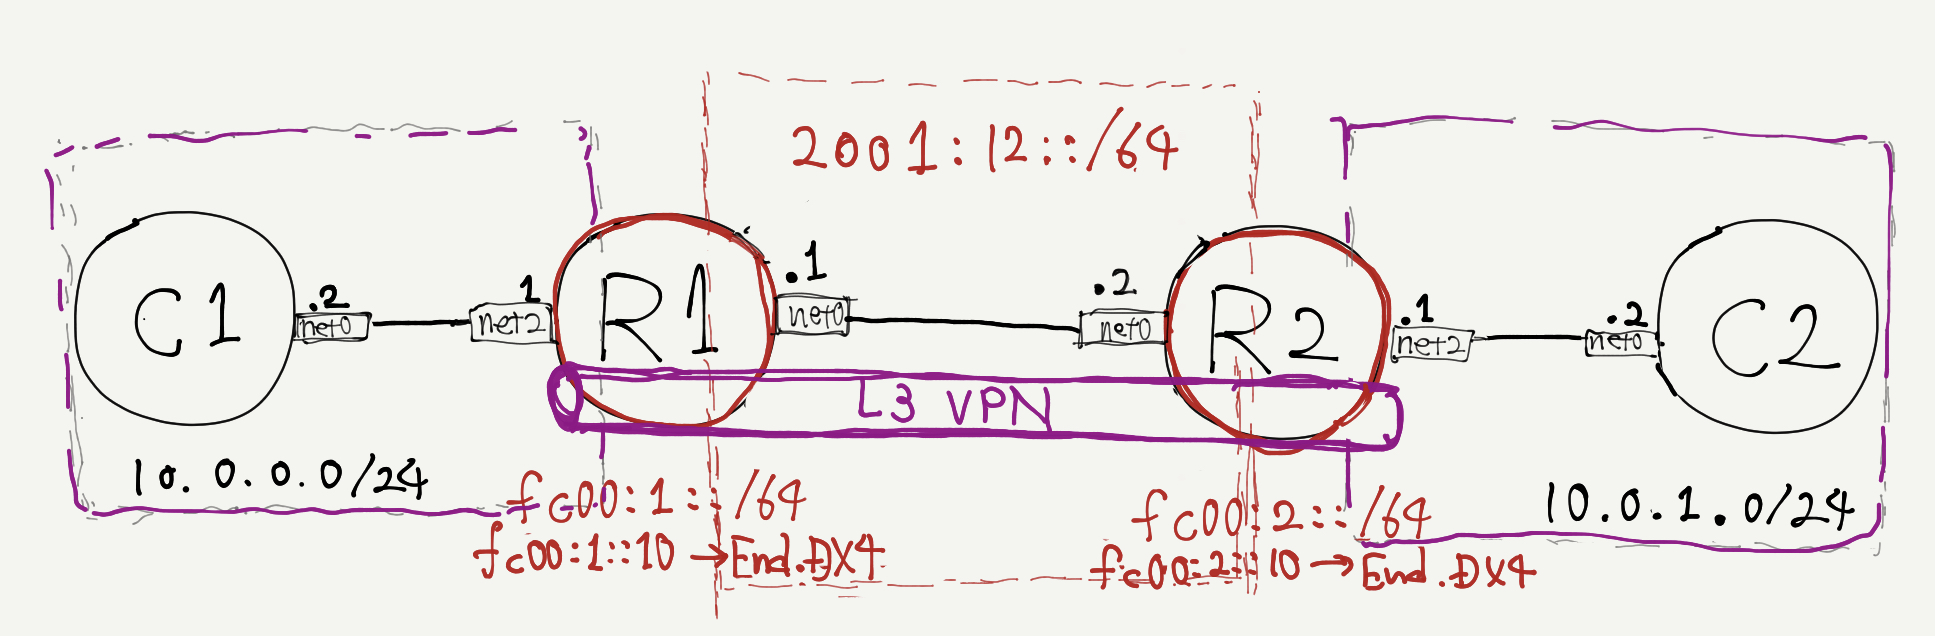 2001:12::/64
C1
.2
net0
1
net2
R1
.1
net0
.2
net0
R2
.1
net2
.2
net0
C2
L3 VPN
10.0.0.0/24
fc00:1::/64
fc00:1::10 → End.DX4
fc00:2::/64
fc00:2::10 → End.DX4
10.0.1.0/24